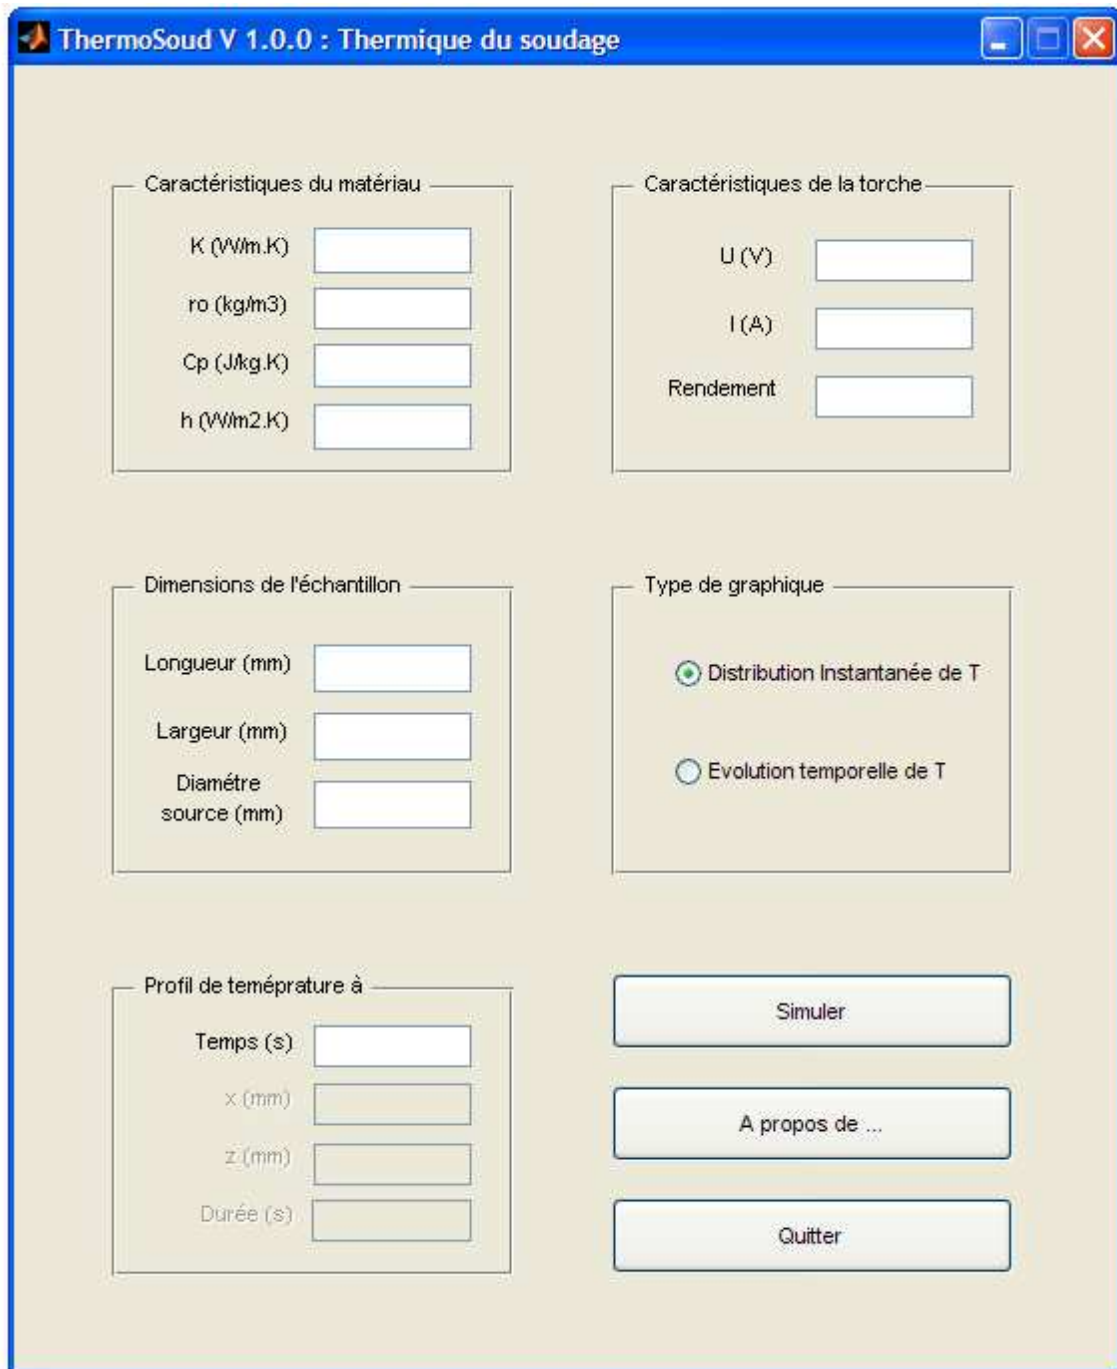 ThermoSoud V 1.0.0 : Thermique du soudage
Caractéristiques du matériau
K (W/m.K)
ro (kg/m3)
Cp (J/kg.K)
h (W/m2.K)
Caractéristiques de la torche
U (V)
I (A)
Rendement
Dimensions de l'échantillon
Longueur (mm)
Largeur (mm)
Diamétre
source (mm)
Type de graphique
Distribution Instantanée de T
Evolution temporelle de T
Profil de teméprature à
Temps (s)
x (mm)
z (mm)
Durée (s)
Simuler
A propos de ...
Quitter